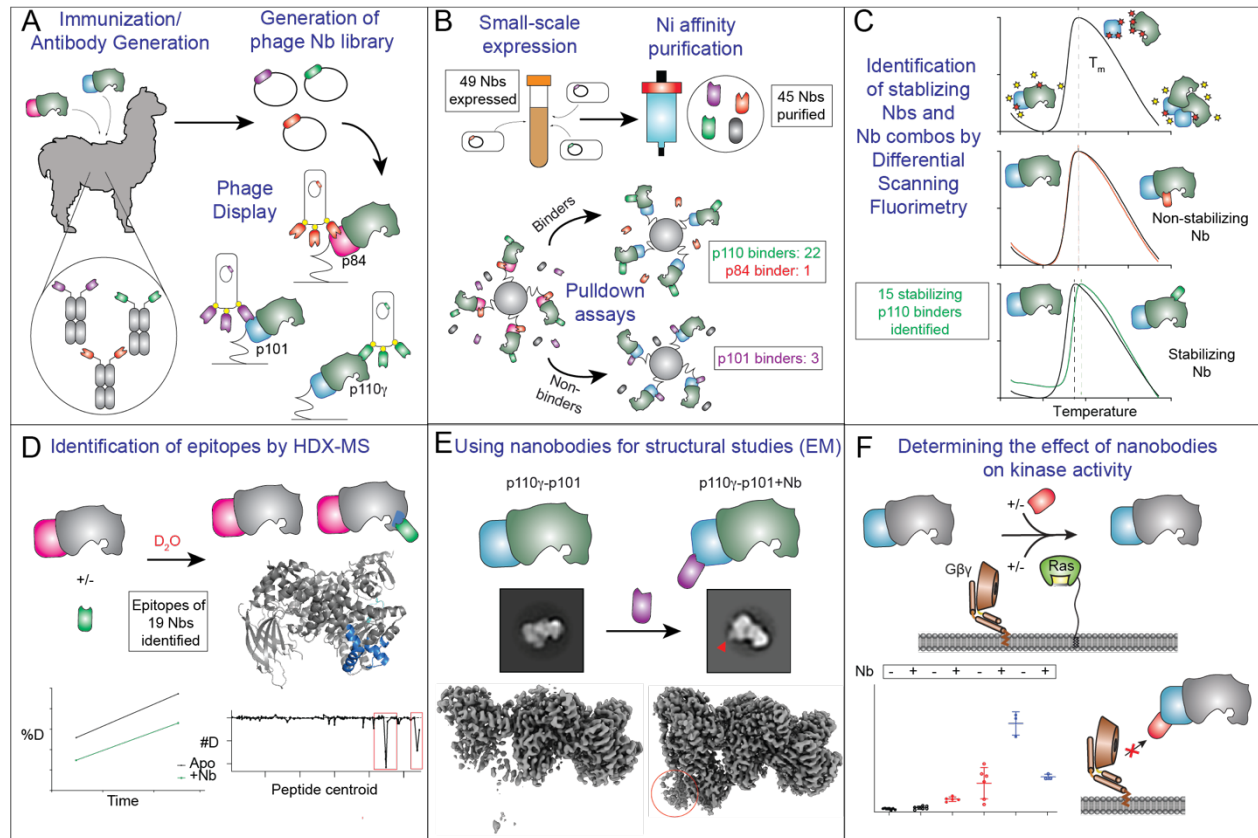 A
Immunization/
Antibody Generation
Generation of
phage Nb library
Phage
Display
p84
p101
p110γ
B
Small-scale
expression
Ni affinity
purification
49 Nbs
expressed
45 Nbs
purified
Binders
Pulldown
assays
Non-
binders
p110 binders: 22
p84 binder: 1
p101 binders: 3
C
Identification
of stablizing
Nbs and
Nb combos by
Differential
Scanning
Fluorimetry
Tm
Non-stabilizing
Nb
15 stabilizing
p110 binders
identified
Stabilizing
Nb
Temperature
D
Identification of epitopes by HDX-MS
D2O
+/-
Epitopes of
19 Nbs
identified
%D
Apo
+Nb
Time
#D
Peptide centroid
E
Using nanobodies for structural studies (EM)
p110γ-p101
p110γ-p101+Nb
F
Determining the effect of nanobodies
on kinase activity
+/-
+/-
Gβγ
Ras
Nb - + - + - + - +